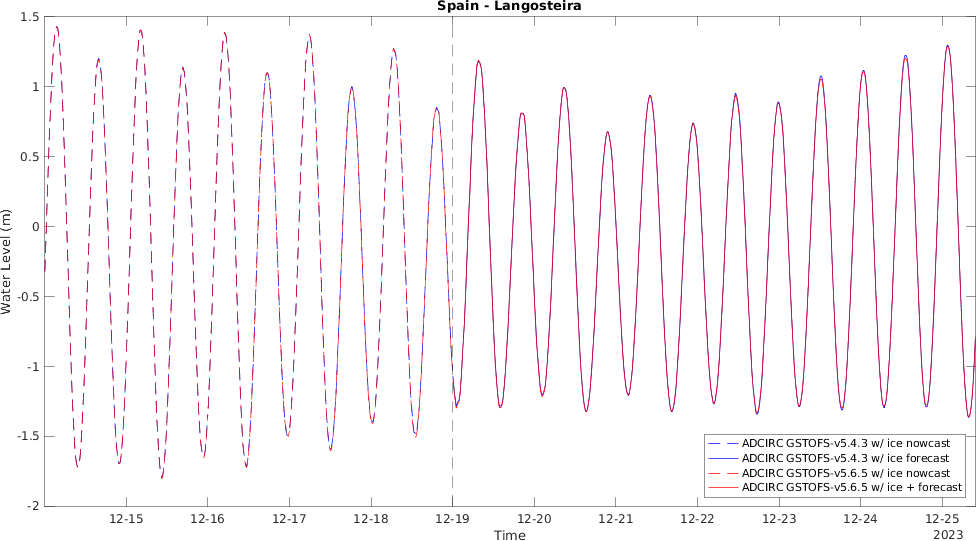 Spain - Langosteira
1.5
1
0.5
0
-0.5
-1
-1.5
-2
Water Level (m)
12-15 12-16 12-17 12-18 12-19 12-20 12-21 12-22 12-23 12-24 12-25
Time
2023
ADCIRC GSTOFS-v5.4.3 w/ ice nowcast
ADCIRC GSTOFS-v5.4.3 w/ ice forecast
ADCIRC GSTOFS-v5.6.5 w/ ice nowcast
ADCIRC GSTOFS-v5.6.5 w/ ice + forecast